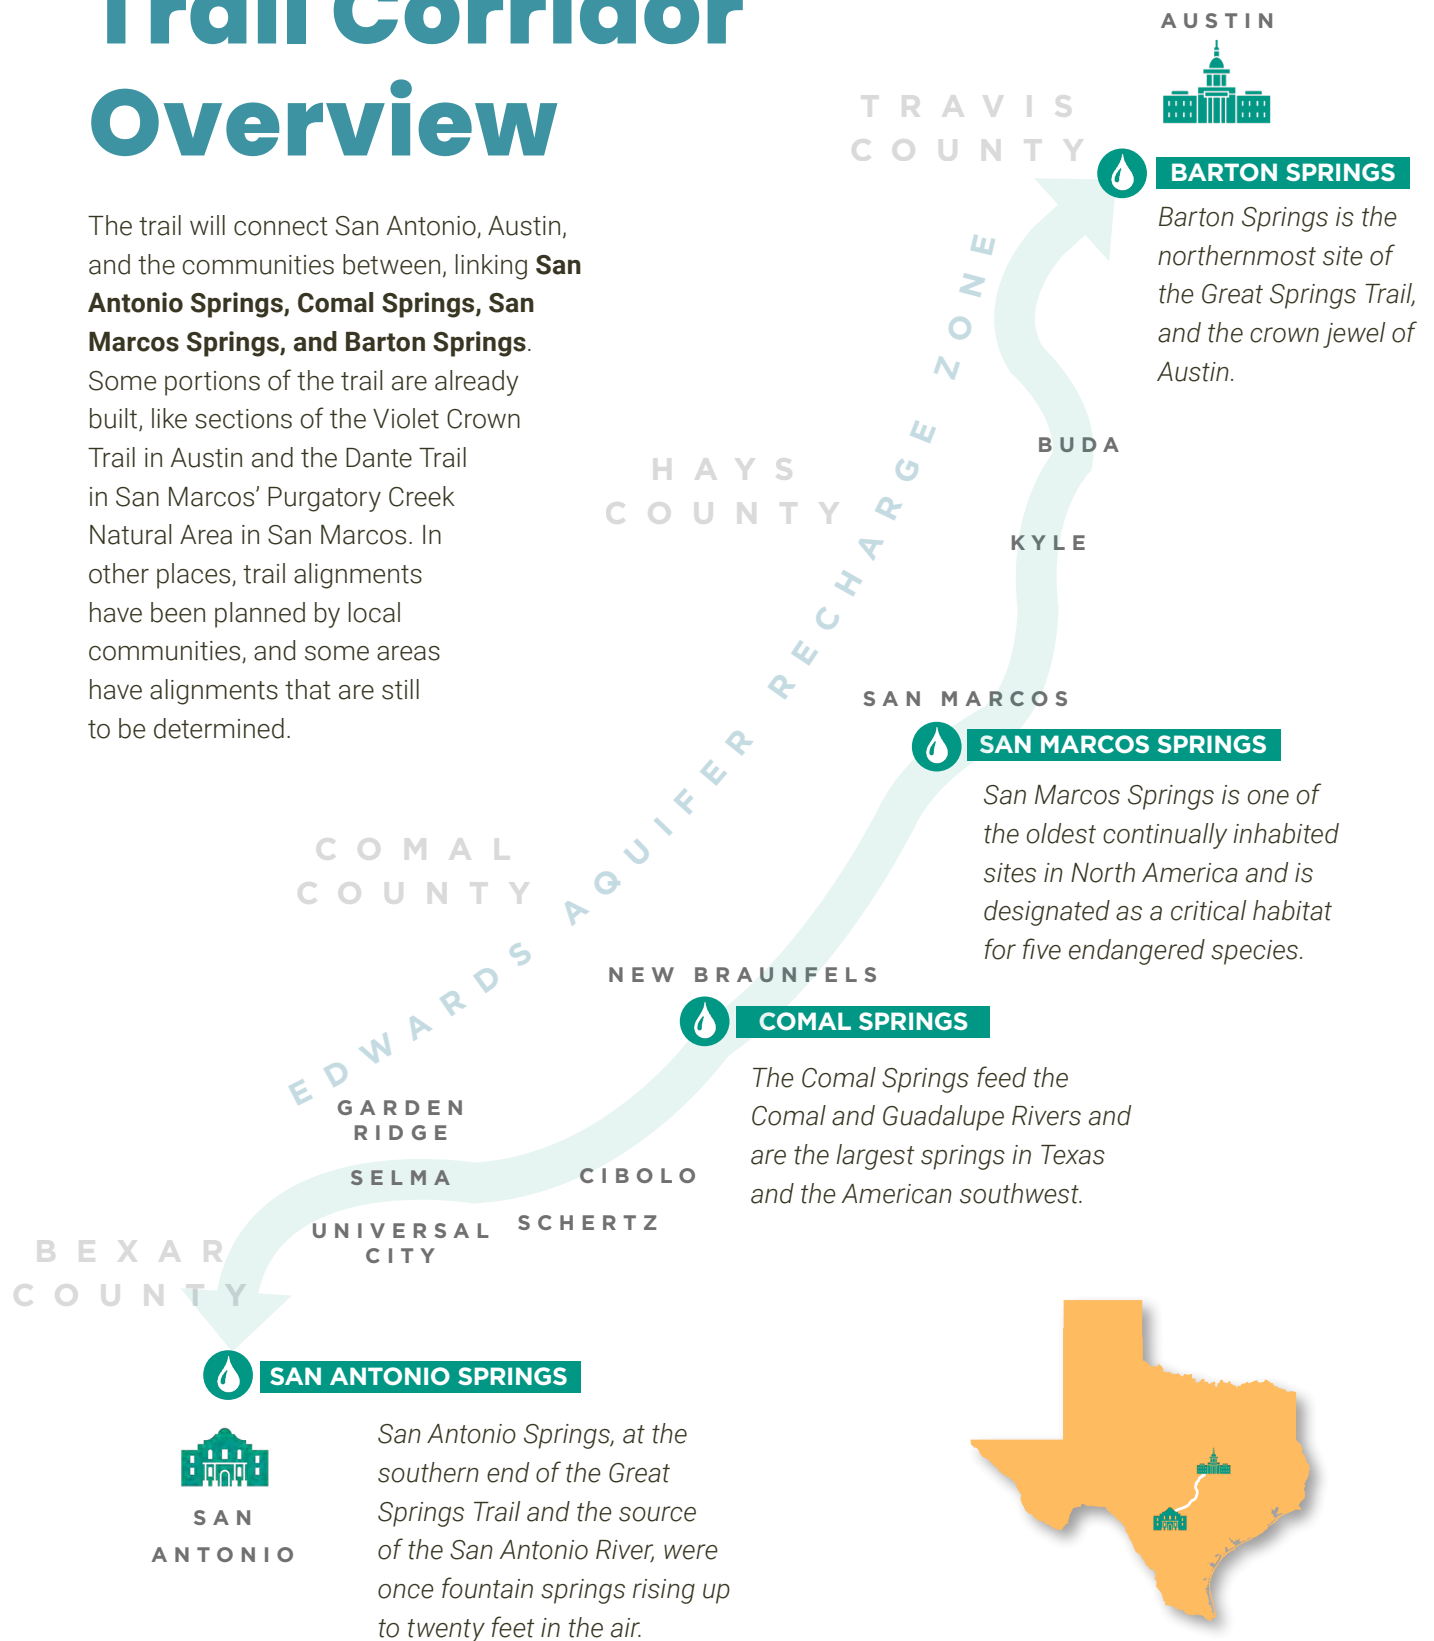 Trail Corridor
Overview
The trail will connect San Antonio, Austin,
and the communities between, linking San
Antonio Springs, Comal Springs, San
Marcos Springs, and Barton Springs.
Some portions of the trail are already
built, like sections of the Violet Crown
Trail in Austin and the Dante Trail
in San Marcos’ Purgatory Creek
Natural Area in San Marcos. In
other places, trail alignments
have been planned by local
communities, and some areas
have alignments that are still
to be determined.
AUSTIN
TRAVIS
COUNTY
BARTON SPRINGS
Barton Springs is the
northernmost site of
the Great Springs Trail,
and the crown jewel of
Austin.
EDWARDS AQUIFER RECHARGE ZONE
BUDA
HAYS
COUNTY
KYLE
SAN MARCOS
SAN MARCOS SPRINGS
San Marcos Springs is one of
the oldest continually inhabited
sites in North America and is
designated as a critical habitat
for five endangered species.
COMAL
COUNTY
NEW BRAUNFELS
COMAL SPRINGS
The Comal Springs feed the
Comal and Guadalupe Rivers and
are the largest springs in Texas
and the American southwest.
GARDEN
RIDGE
SELMA
CIBOLO
SCHERTZ
UNIVERSAL
CITY
BEXAR
COUNTY
SAN ANTONIO SPRINGS
San Antonio Springs, at the
southern end of the Great
Springs Trail and the source
of the San Antonio River, were
once fountain springs rising up
to twenty feet in the air.
SAN
ANTONIO